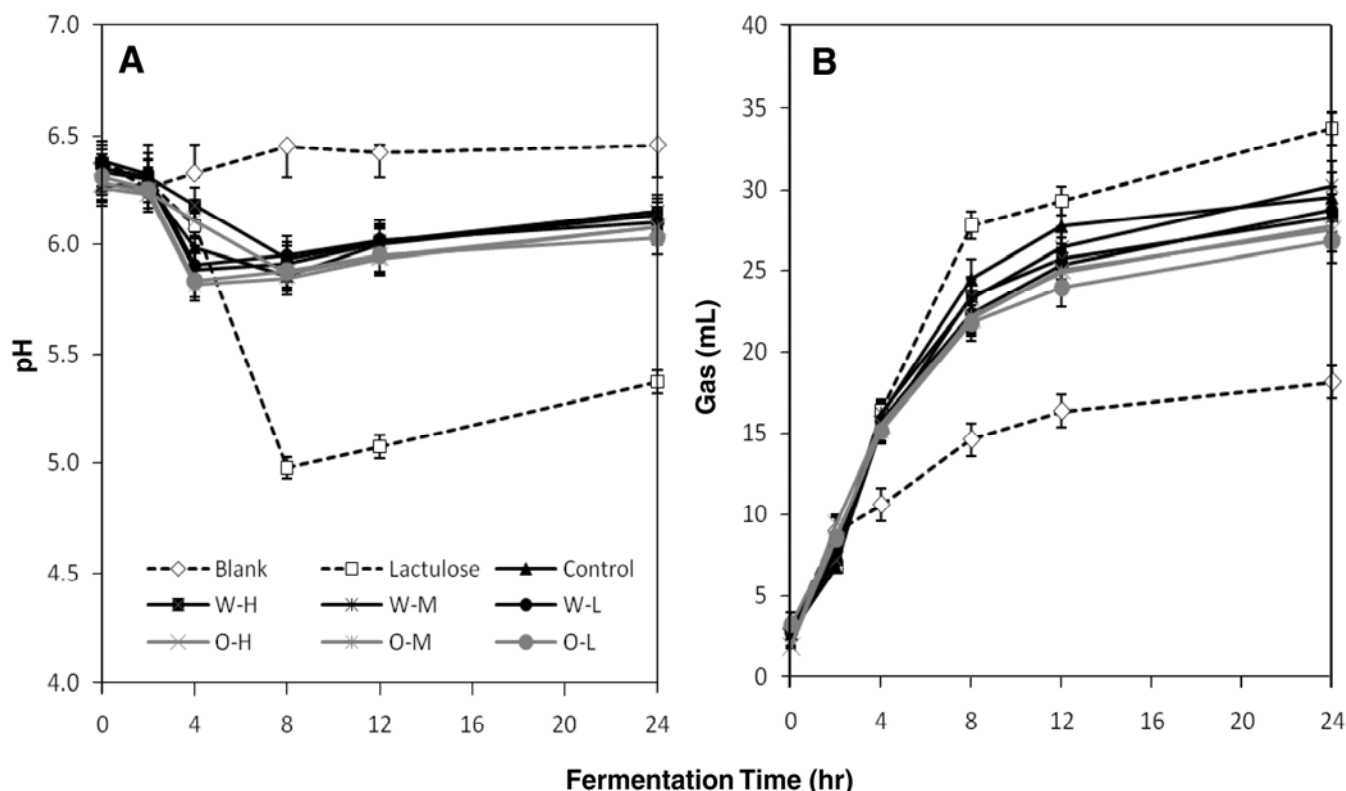 A
B
pH
7.0
6.5
6.0
5.5
5.0
4.5
4.0
Blank Lactulose Control
W-H W-M W-L
O-H O-M O-L
0 4 8 12 16 20 24
Gas (mL)
40
35
30
25
20
15
10
5
0
0 4 8 12 16 20 24
Fermentation Time (hr)